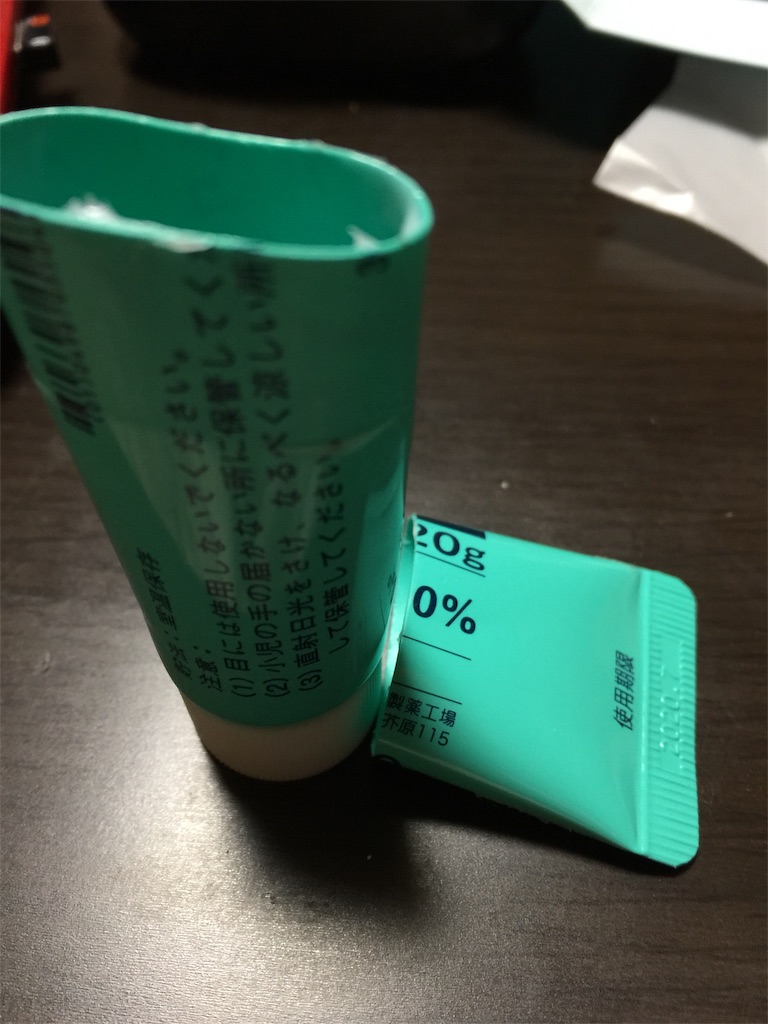 貯法：室温保存
注意：
(1) 目には使用しないでください。
(2) 小児の手の届かない所に保管してく
(3) 直射日光をさけ、なるべく涼しい所
して保管してください。
20g
0%
製薬工場
芥原115
使用期限
2020.7